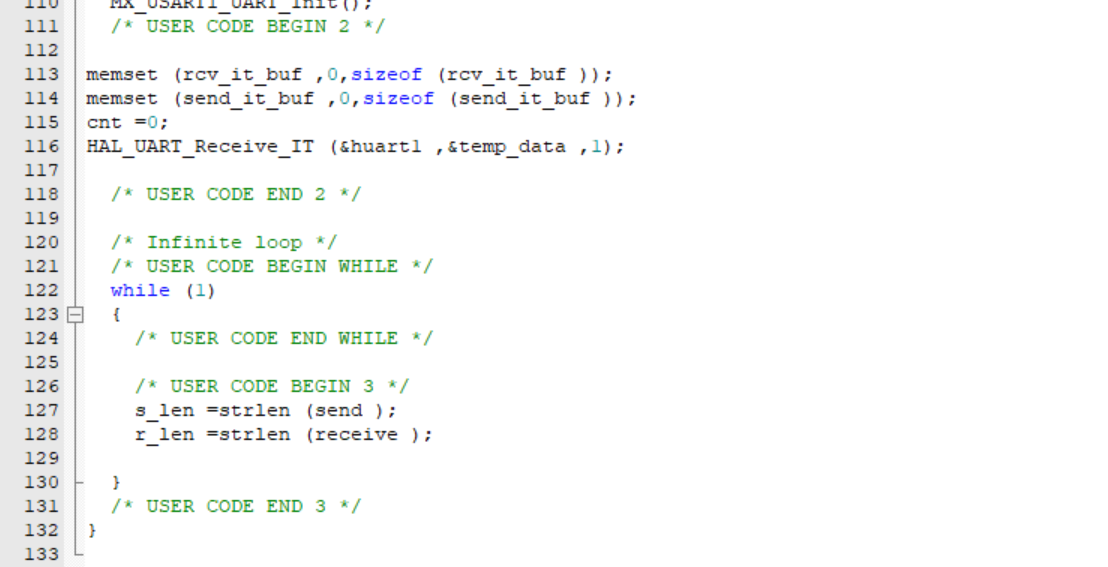 110 MX_USART1_UART_Init();
111 /* USER CODE BEGIN 2 */
112
113 memset (rcv_it_buf ,0,sizeof (rcv_it_buf ));
114 memset (send_it_buf ,0,sizeof (send_it_buf ));
115 cnt =0;
116 HAL_UART_Receive_IT (&huart1 ,&temp_data ,1);
117
118 /* USER CODE END 2 */
119
120 /* Infinite loop */
121 /* USER CODE BEGIN WHILE */
122 while (1)
123 {
124 /* USER CODE END WHILE */
125
126 /* USER CODE BEGIN 3 */
127 s_len =strlen (send );
128 r_len =strlen (receive );
129
130 }
131 /* USER CODE END 3 */
132 }
133